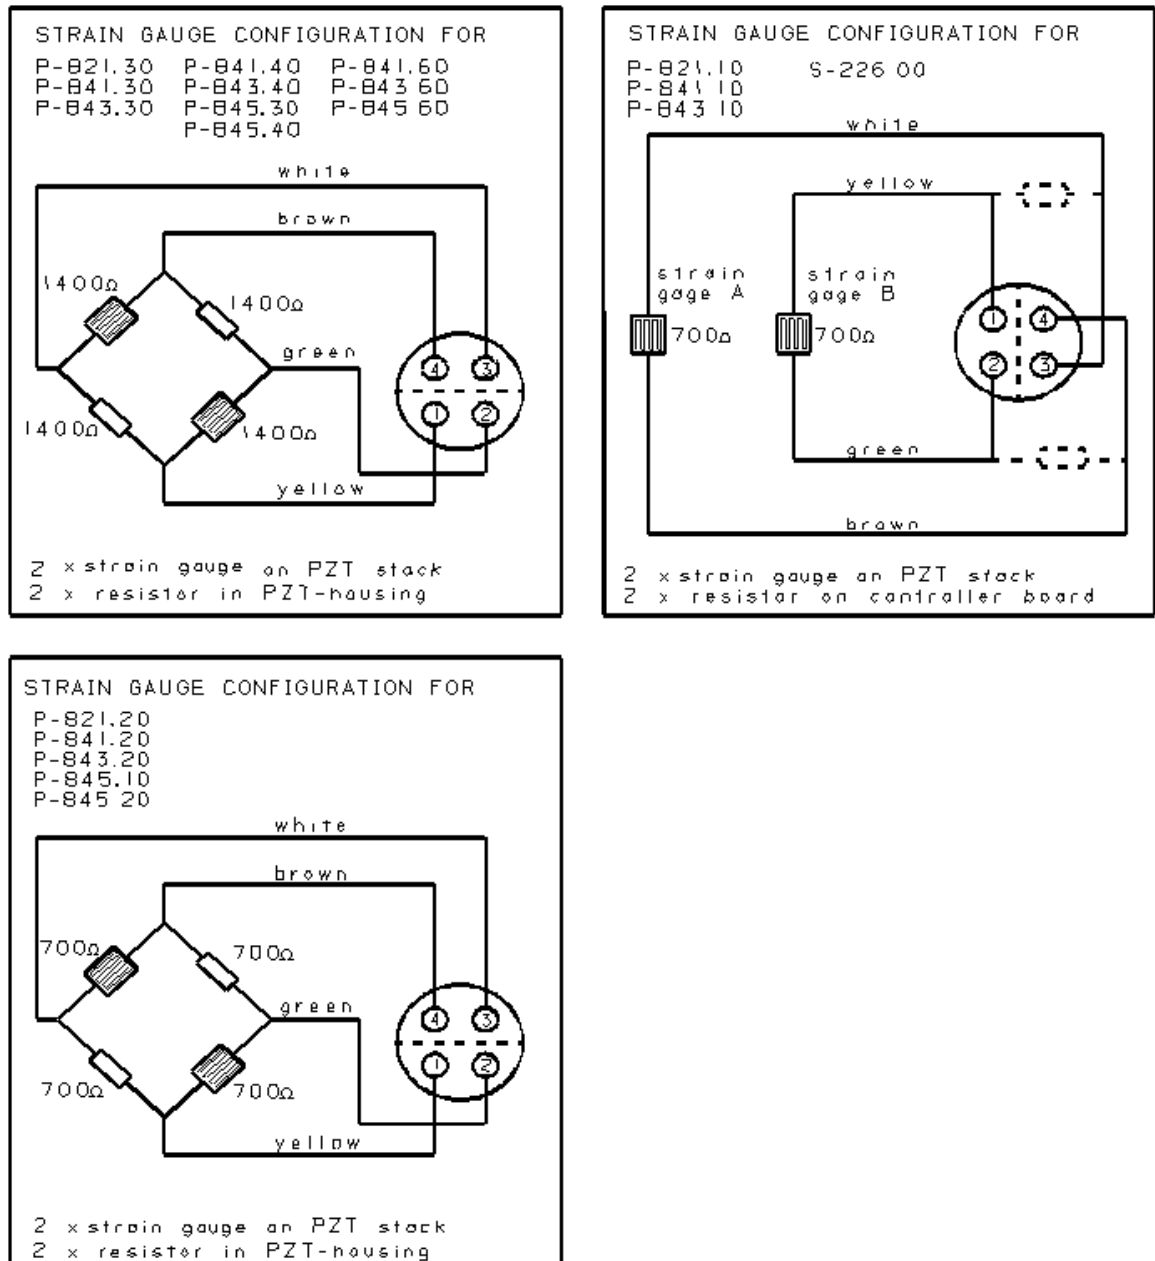 STRAIN GAUGE CONFIGURATION FOR
P-821.30 P-841.40 P-841.60
P-841.30 P-843.40 P-843 60
P-843.30 P-845.30 P-845 60
P-845.40
white
brown
1400Ω
1400Ω
green
4 3
1 2
1400Ω
1400Ω
yellow
2 x strain gauge on PZT stack
2 x resistor in PZT-housing
STRAIN GAUGE CONFIGURATION FOR
P-821.10 S-226 00
P-841 10
P-843 10
white
yellow
strain
gage A
strain
gage B
700Ω
700Ω
1 4
2 3
green
brown
2 x strain gauge on PZT stack
2 x resistor on controller board
STRAIN GAUGE CONFIGURATION FOR
P-821.20
P-841.20
P-843.20
P-845.10
P-845 20
white
brown
700Ω
700Ω
green
4 3
1 2
700Ω
700Ω
yellow
2 x strain gauge on PZT stack
2 x resistor in PZT-housing